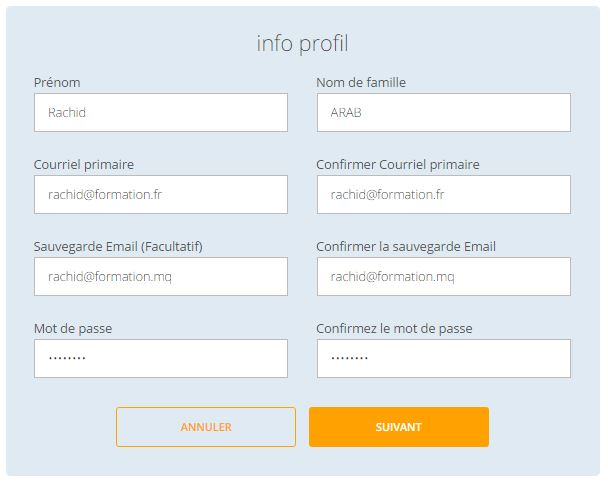 info profil
Prénom Nom de famille
Rachid ARAB
Courriel primaire Confirmer Courriel primaire
rachid@formation.fr rachid@formation.fr
Sauvegarde Email (Facultatif) Confirmer la sauvegarde Email
rachid@formation.mq rachid@formation.mq
Mot de passe Confirmez le mot de passe
•••••••• ••••••••
ANNULER SUIVANT